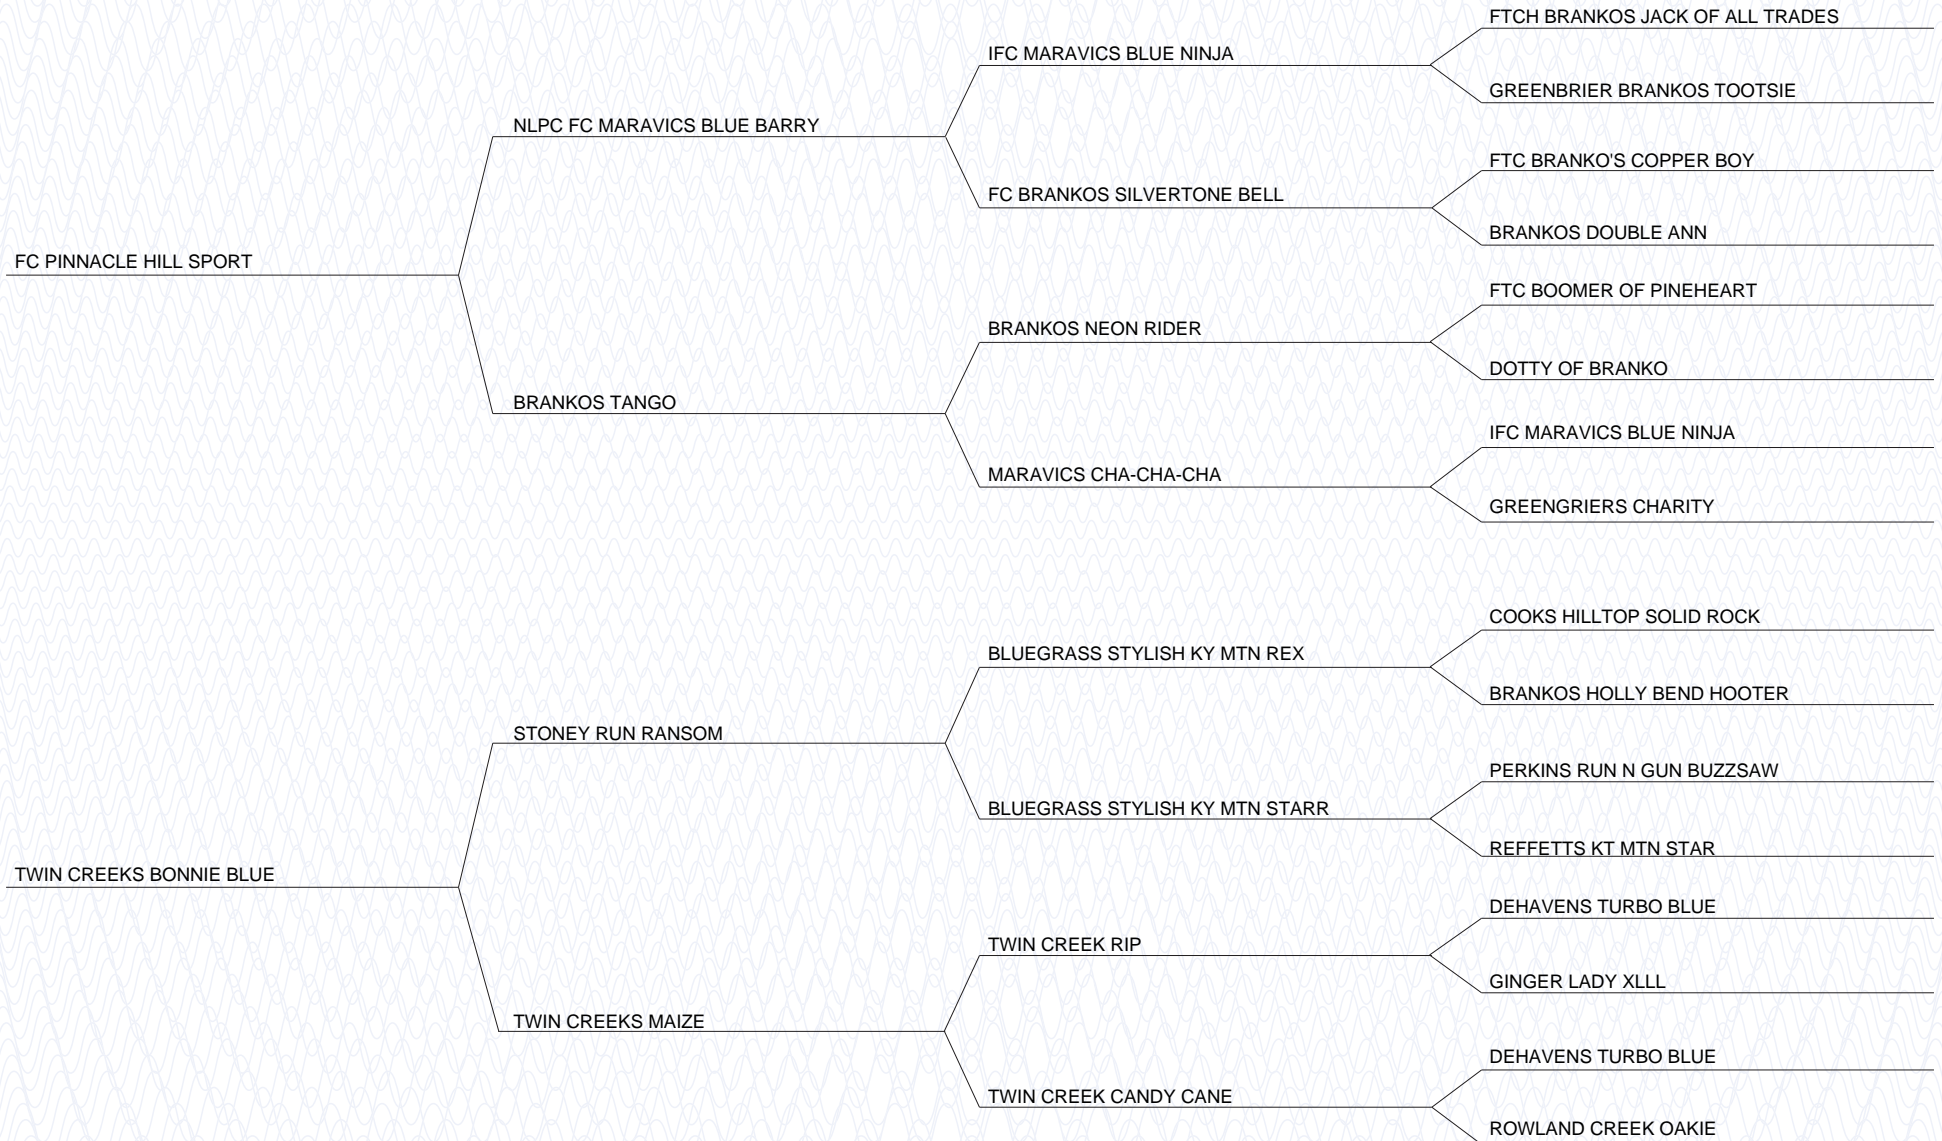 FTCH BRANKOS JACK OF ALL TRADES
IFC MARAVICS BLUE NINJA
GREENBRIER BRANKOS TOOTSIE
NLPC FC MARAVICS BLUE BARRY
FTC BRANKO'S COPPER BOY
FC BRANKOS SILVERTONE BELL
BRANKOS DOUBLE ANN
FC PINNACLE HILL SPORT
FTC BOOMER OF PINEHEART
BRANKOS NEON RIDER
DOTTY OF BRANKO
BRANKOS TANGO
IFC MARAVICS BLUE NINJA
MARAVICS CHA-CHA-CHA
GREENGRIERS CHARITY
COOKS HILLTOP SOLID ROCK
BLUEGRASS STYLISH KY MTN REX
BRANKOS HOLLY BEND HOOTER
STONEY RUN RANSOM
PERKINS RUN N GUN BUZZSAW
BLUEGRASS STYLISH KY MTN STARR
REFFETTS KT MTN STAR
TWIN CREEKS BONNIE BLUE
DEHAVENS TURBO BLUE
TWIN CREEK RIP
GINGER LADY XLLL
TWIN CREEKS MAIZE
DEHAVENS TURBO BLUE
TWIN CREEK CANDY CANE
ROWLAND CREEK OAKIE